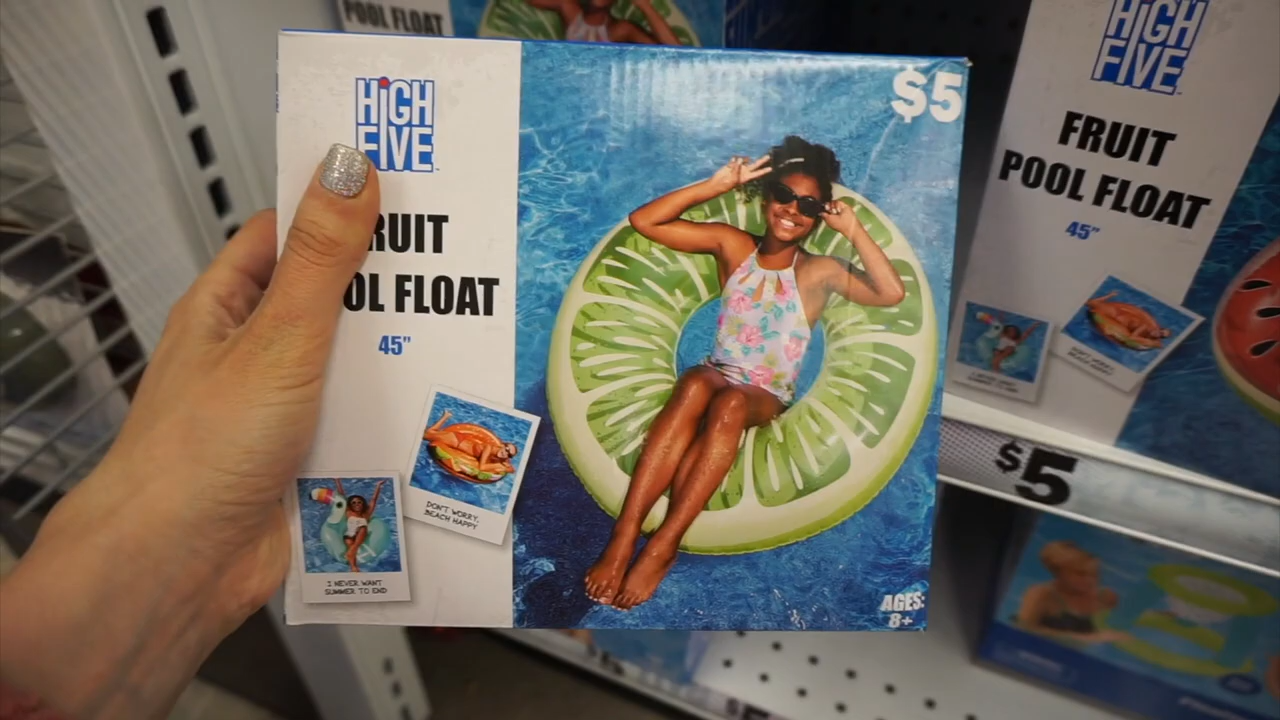 POOL FLOAT
HIGH
FIVE
RUIT
OL FLOAT
45"
DON'T WORRY,
BEACH HAPPY
I NEVER WANT
SUMMER TO END
$5
AGES:
8+
HIGH
FIVE
FRUIT
POOL FLOAT
45"
$5